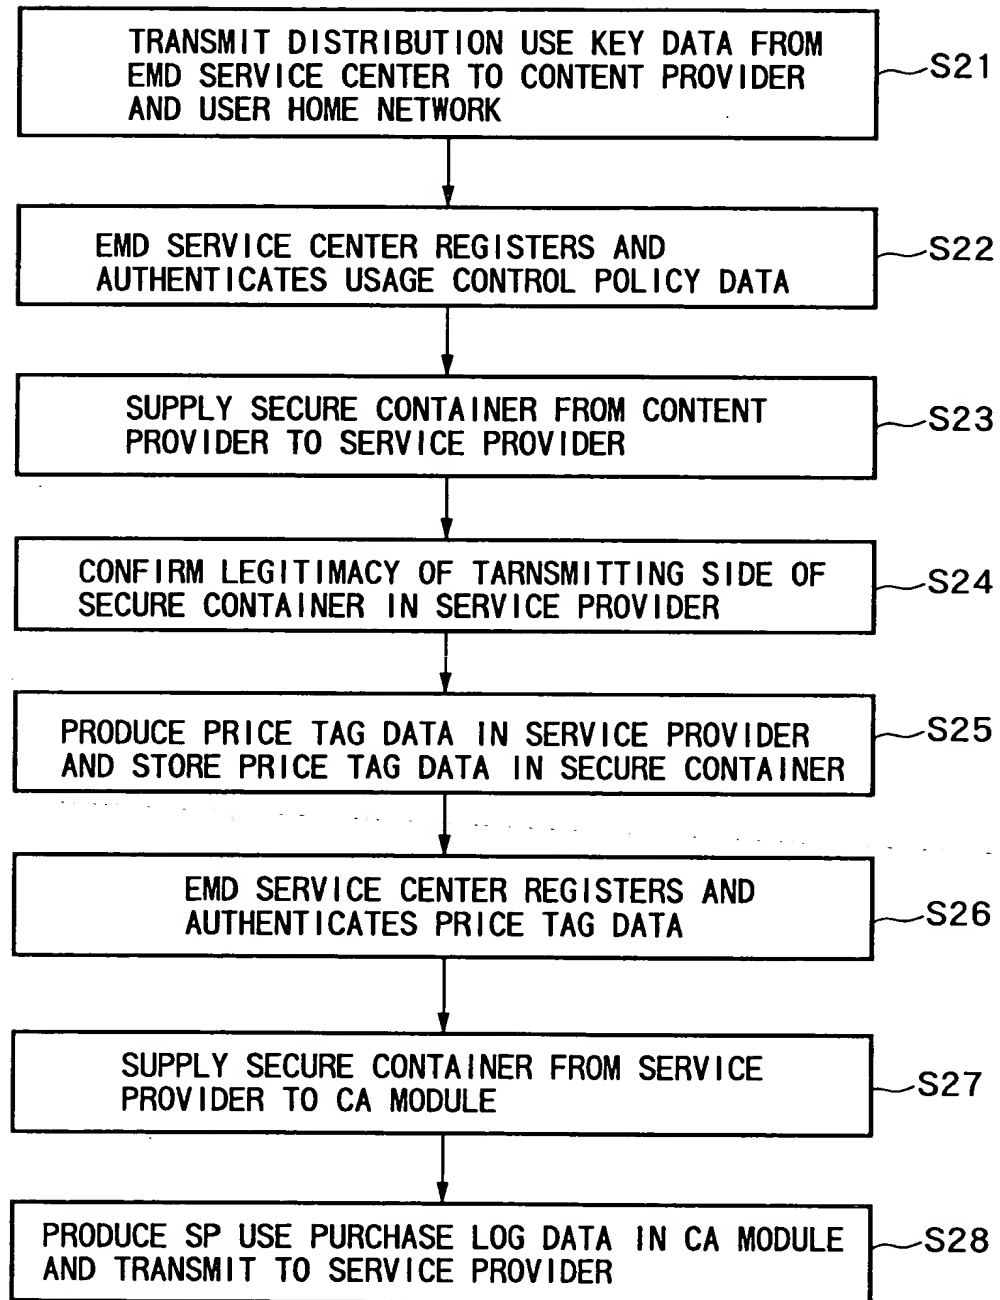 TRANSMIT DISTRIBUTION USE KEY DATA FROM
EMD SERVICE CENTER TO CONTENT PROVIDER
AND USER HOME NETWORK
S21
EMD SERVICE CENTER REGISTERS AND
AUTHENTICATES USAGE CONTROL POLICY DATA
S22
SUPPLY SECURE CONTAINER FROM CONTENT
PROVIDER TO SERVICE PROVIDER
S23
CONFIRM LEGITIMACY OF TARNSMITTING SIDE OF
SECURE CONTAINER IN SERVICE PROVIDER
S24
PRODUCE PRICE TAG DATA IN SERVICE PROVIDER
AND STORE PRICE TAG DATA IN SECURE CONTAINER
S25
EMD SERVICE CENTER REGISTERS AND
AUTHENTICATES PRICE TAG DATA
S26
SUPPLY SECURE CONTAINER FROM SERVICE
PROVIDER TO CA MODULE
S27
PRODUCE SP USE PURCHASE LOG DATA IN CA MODULE
AND TRANSMIT TO SERVICE PROVIDER
S28